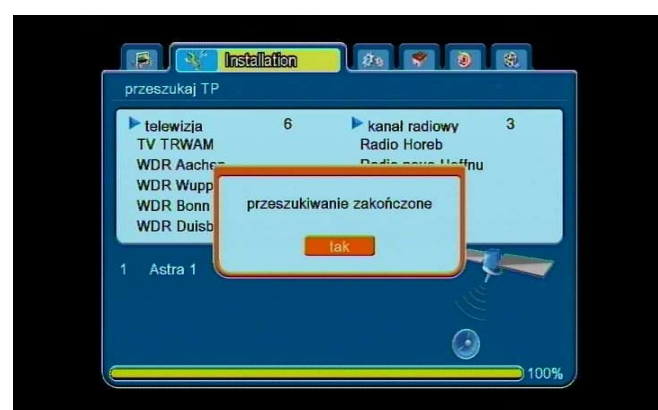 Installation
przeszukaj TP
telewizja 6
kanał radiowy 3
TV TRWAM
Radio Horeb
WDR Aachen
WDR Wupp
WDR Bonn
WDR Duisb
przeszukiwanie zakończone
tak
1 Astra 1
100%